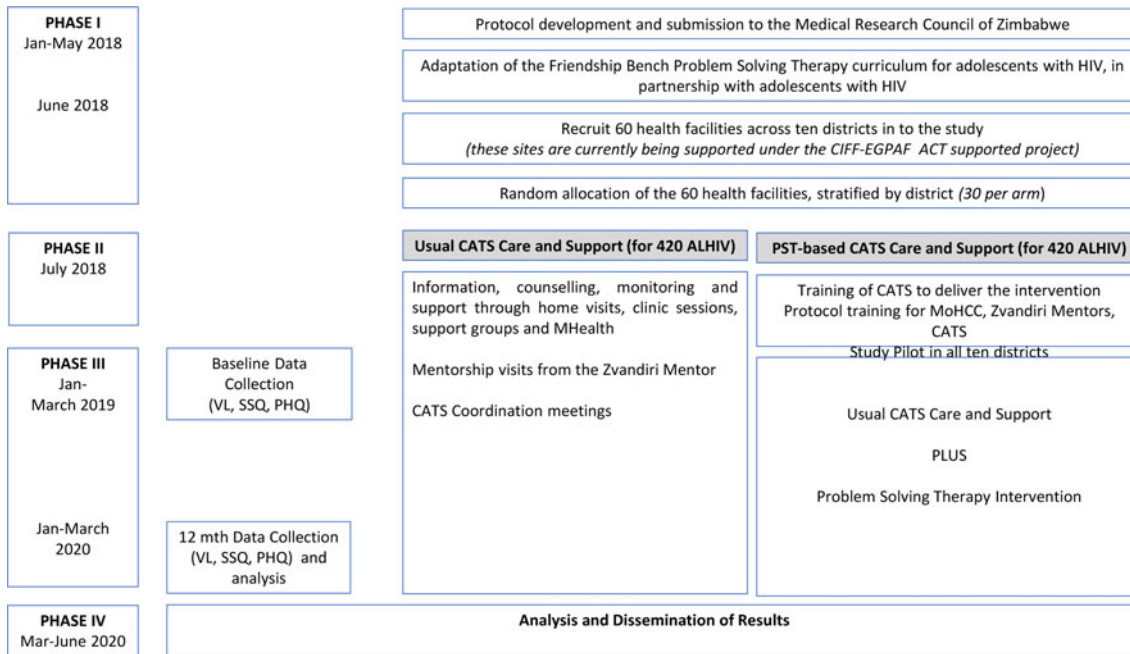 PHASE I
Jan-May 2018
June 2018
Protocol development and submission to the Medical Research Council of Zimbabwe
Adaptation of the Friendship Bench Problem Solving Therapy curriculum for adolescents with HIV, in
partnership with adolescents with HIV
Recruit 60 health facilities across ten districts in to the study
(these sites are currently being supported under the CIFF-EGPAF ACT supported project)
Random allocation of the 60 health facilities, stratified by district (30 per arm)
PHASE II
July 2018
Usual CATS Care and Support (for 420 ALHIV)
Information, counselling, monitoring and
support through home visits, clinic sessions,
support groups and MHealth
Mentorship visits from the Zvandiri Mentor
CATS Coordination meetings
PST-based CATS Care and Support (for 420 ALHIV)
Training of CATS to deliver the intervention
Protocol training for MoHCC, Zvandiri Mentors,
CATS
Study Pilot in all ten districts
Usual CATS Care and Support
PLUS
Problem Solving Therapy Intervention
PHASE III
Jan-
March 2019
Baseline Data
Collection
(VL, SSQ, PHQ)
Jan-March
2020
12 mth Data Collection
(VL, SSQ, PHQ) and
analysis
PHASE IV
Mar-June 2020
Analysis and Dissemination of Results